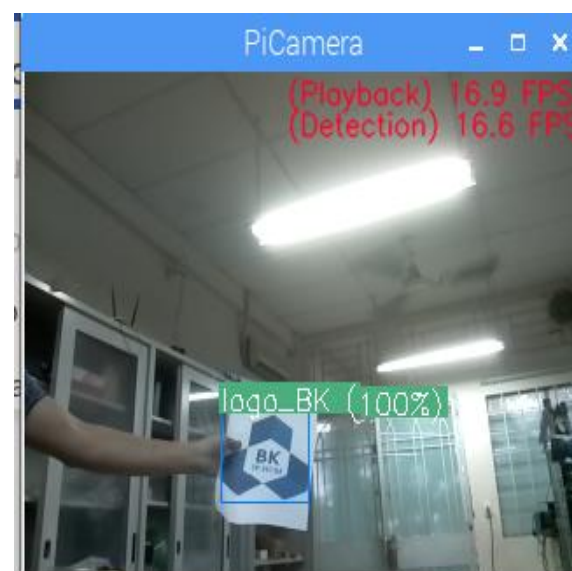 PiCamera
(Playback) 16.9 FPS
(Detection) 16.6 FPS
logo_BK (100%)
BK